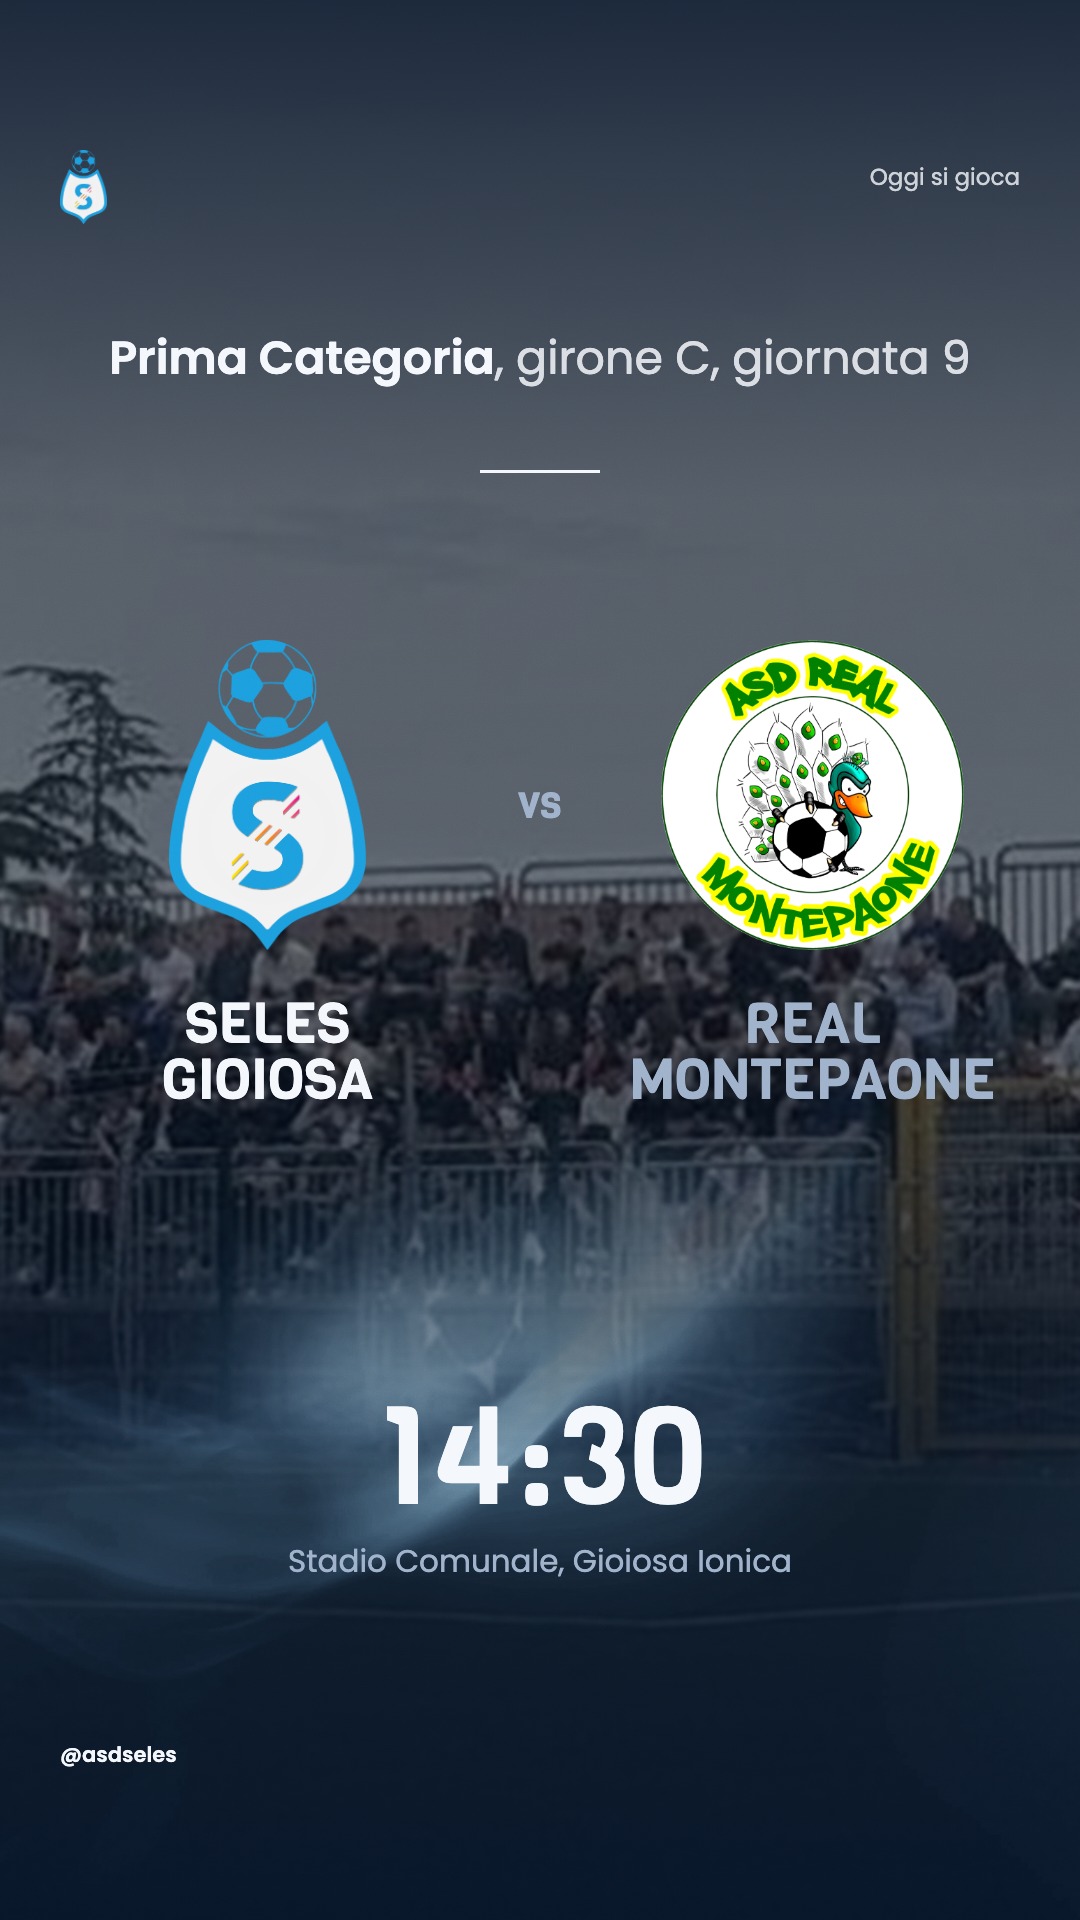 Oggi si gioca
Prima Categoria, girone C, giornata 9
S
ASD REAL
MONTEPAONE
VS
SELES
GIOIOSA
REAL
MONTEPAONE
14:30
Stadio Comunale, Gioiosa Ionica
@asdseles